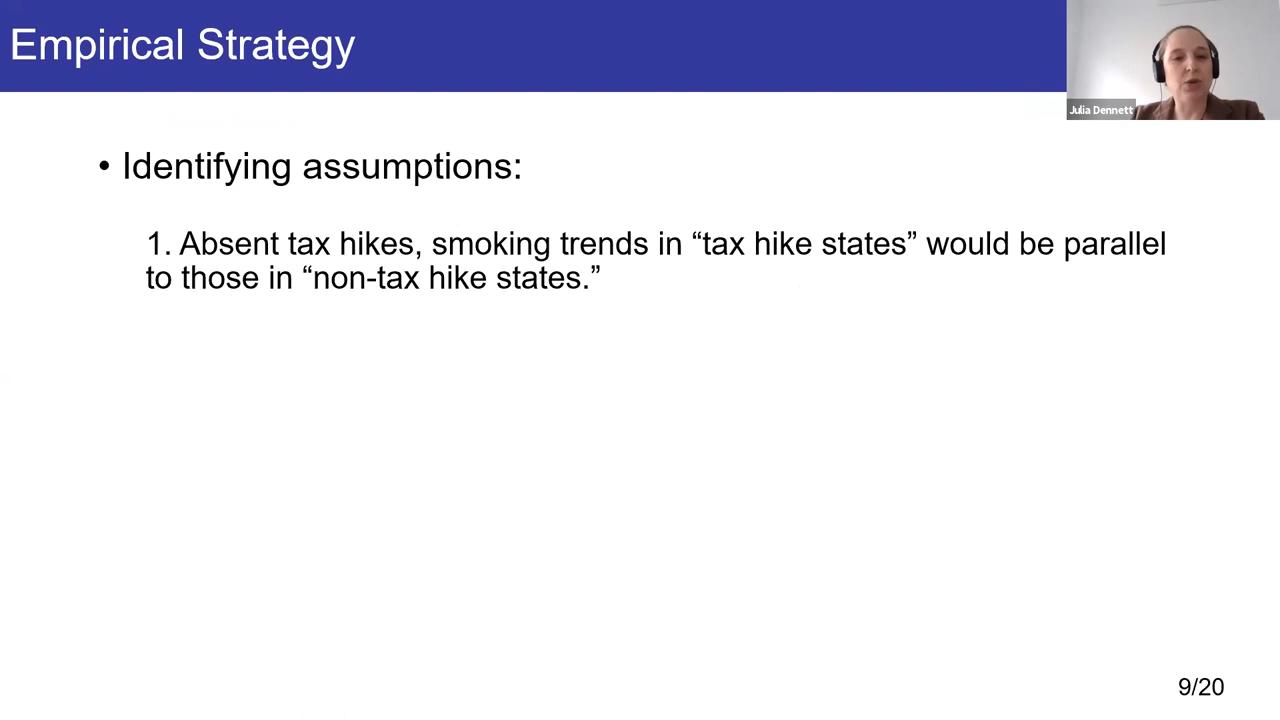 Empirical Strategy
Julia Dennett
• Identifying assumptions:
1. Absent tax hikes, smoking trends in “tax hike states” would be parallel
to those in “non-tax hike states.”
9/20